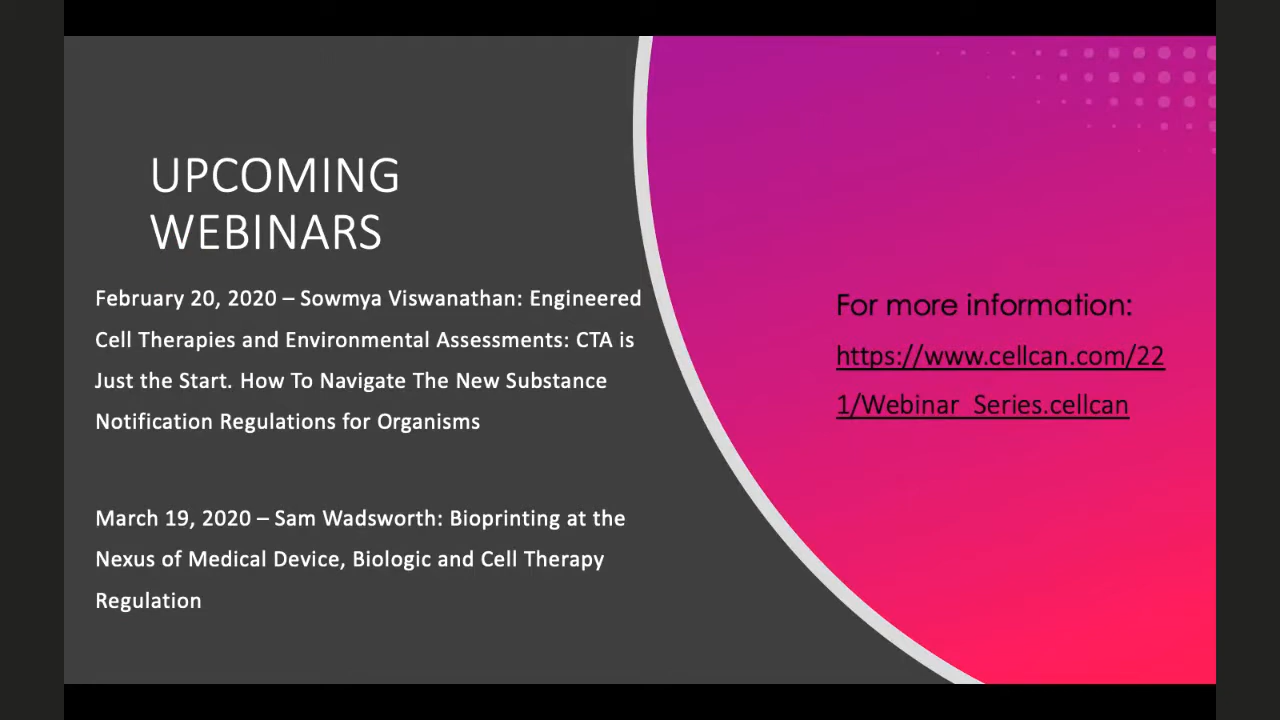 UPCOMING
WEBINARS
February 20, 2020 – Sowmya Viswanathan: Engineered
Cell Therapies and Environmental Assessments: CTA is
Just the Start. How To Navigate The New Substance
Notification Regulations for Organisms
March 19, 2020 – Sam Wadsworth: Bioprinting at the
Nexus of Medical Device, Biologic and Cell Therapy
Regulation
For more information:
https://www.cellcan.com/22
1/Webinar_Series.cellcan